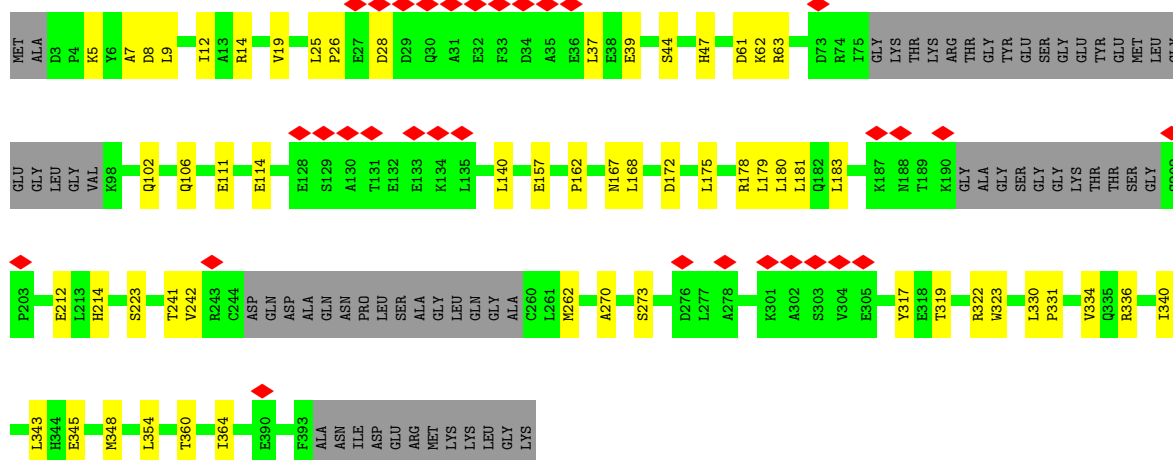 MET ALA D3 P4 K5 Y6 A7 D8 L9 I12 A13 R14 V19 L25 P26 E27 D28 D29 Q30 A31 E32 F33 D34 A35 E36 L37 E38 E39 S44 H47 D61 K62 R63 D73 R74 I75 GLY LYS THR LYS ARG THR GLY TYR GLU SER GLY GLU TYR GLU MET LEU
GLU GLY LEU GLY VAL K98 Q102 Q106 E111 E114 E128 S129 A130 T131 E132 E133 K134 L135 L140 E157 P162 N167 L168 D172 L175 R178 L179 L180 L181 Q182 L183 K187 N188 T189 K190 GLY ALA GLY SER GLY GLY LYS THR THR SER GLY
P203 E212 L213 H214 S223 T241 V242 R243 C244 ASP GLN ASP ALA GLN ASN PRO LEU SER ALA GLY LEU GLN GLY ALA C260 L261 M262 A270 S273 D276 L277 A278 K301 A302 S303 V304 E305 Y317 E318 T319 R322 W323 L330 P331 V334 Q335 R336 I340
L343 H344 E345 M348 L354 T360 I364 E390 F393 ALA ASN ILE ASP GLU ARG MET LYS LYS LEU GLY LYS